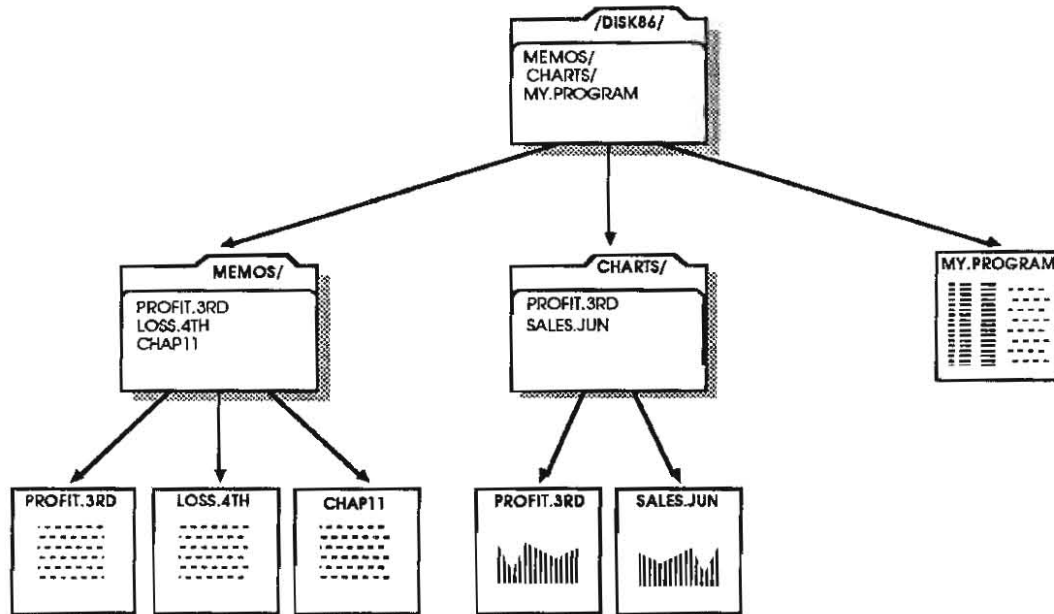 /DISK86/
MEMOS/
CHARTS/
MY.PROGRAM
MEMOS/
PROFIT.3RD
LOSS.4TH
CHAP11
CHARTS/
PROFIT.3RD
SALES.JUN
MY.PROGRAM
PROFIT.3RD
LOSS.4TH
CHAP11
PROFIT.3RD
SALES.JUN